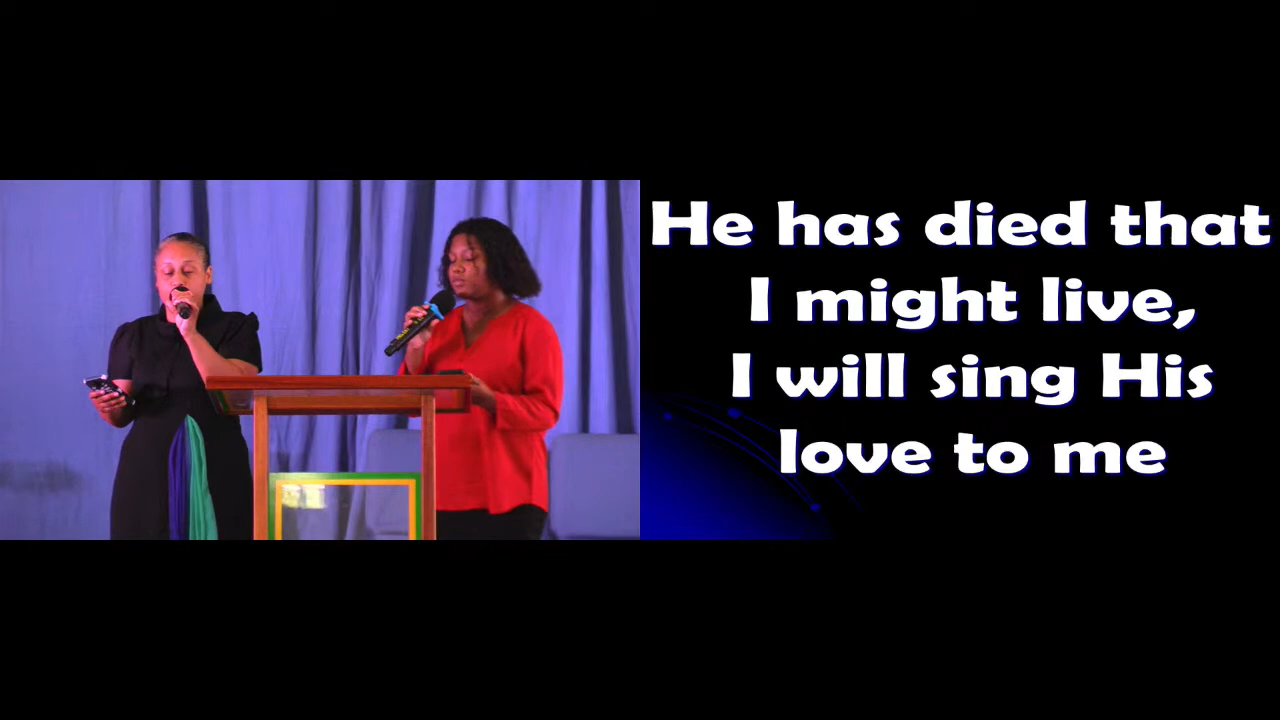 He has died that
I might live,
I will sing His
love to me